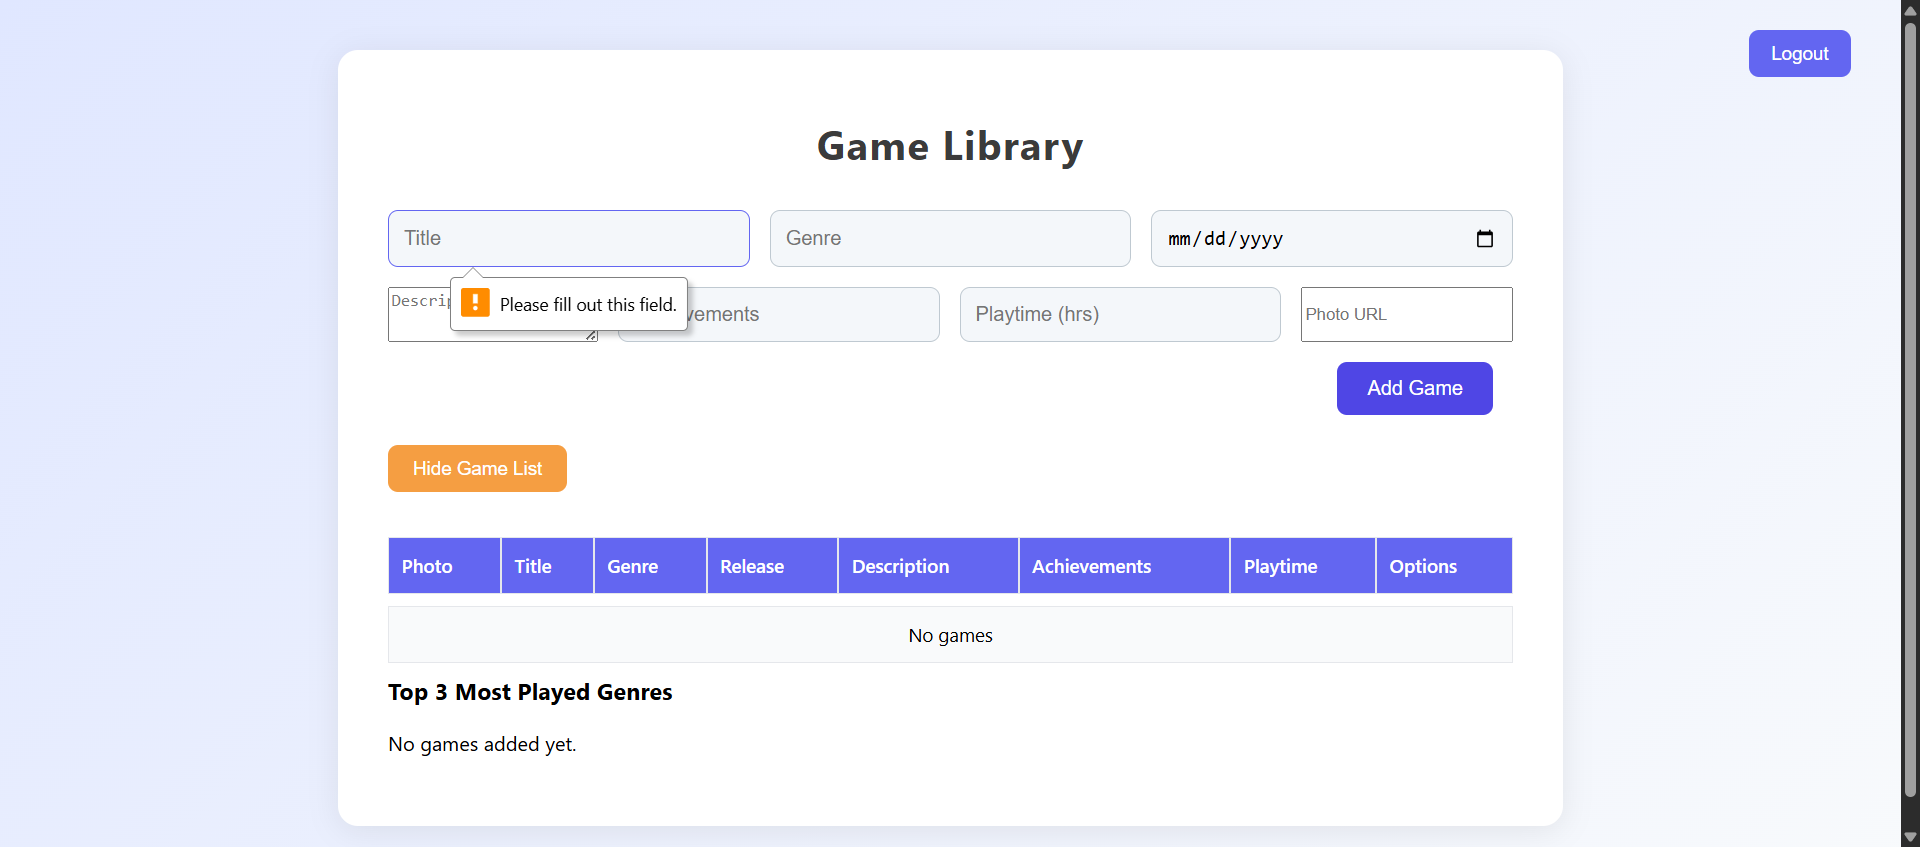 Logout
Game Library
Title
Genre
mm/dd/yyyy
Please fill out this field.
Playtime (hrs)
Photo URL
Add Game
Hide Game List
Photo
Title
Genre
Release
Description
Achievements
Playtime
Options
No games
Top 3 Most Played Genres
No games added yet.